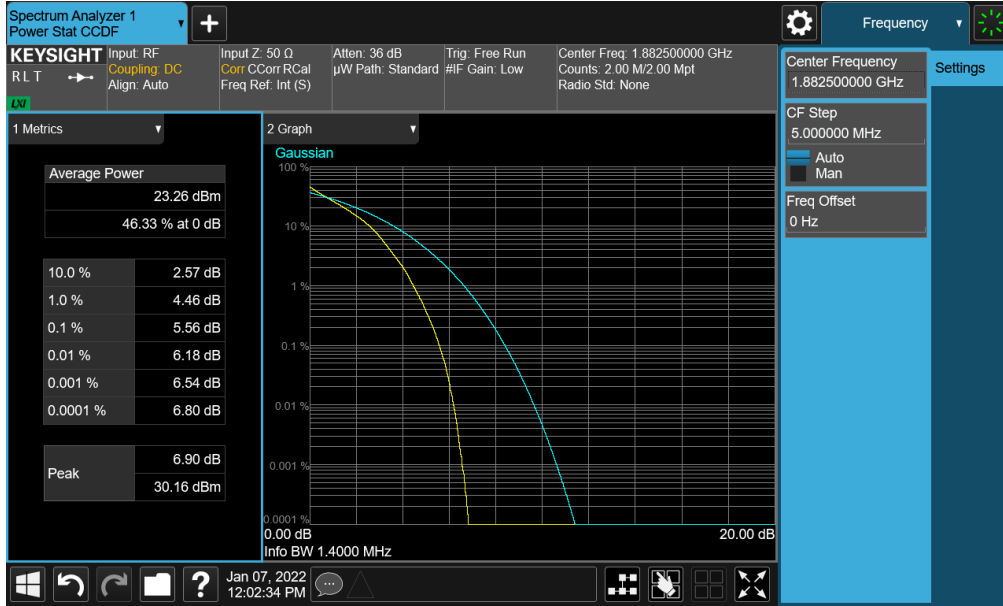 Spectrum Analyzer 1
Power Stat CCDF
+
Frequency
KEYSIGHT
R L T
LXI
Input: RF
Coupling: DC
Align: Auto
Input Z: 50 Ω
Corr CCorr RCal
Freq Ref: Int (S)
Atten: 36 dB
µW Path: Standard
Trig: Free Run
#IF Gain: Low
Center Freq: 1.882500000 GHz
Counts: 2.00 M/2.00 Mpt
Radio Std: None
Center Frequency
1.882500000 GHz
Settings
CF Step
5.000000 MHz
Auto
Man
Freq Offset
0 Hz
1 Metrics
Average Power
23.26 dBm
46.33 % at 0 dB
10.0 % 2.57 dB
1.0 % 4.46 dB
0.1 % 5.56 dB
0.01 % 6.18 dB
0.001 % 6.54 dB
0.0001 % 6.80 dB
Peak
6.90 dB
30.16 dBm
2 Graph
Gaussian
100 %
10 %
1 %
0.1 %
0.01 %
0.001 %
0.0001 %
0.00 dB 20.00 dB
Info BW 1.4000 MHz
?
Jan 07, 2022
12:02:34 PM